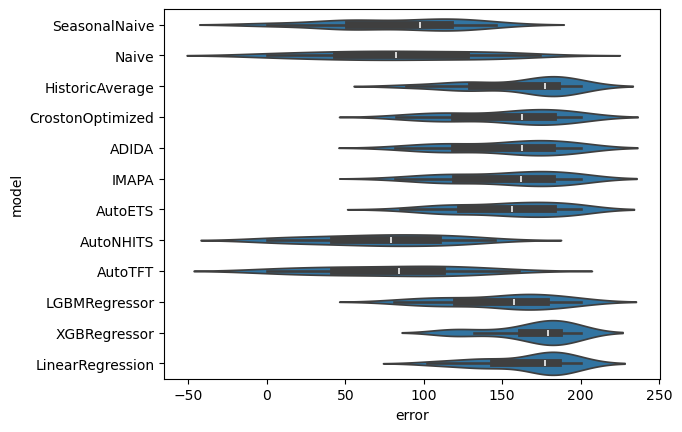 SeasonalNaive
Naive
HistoricAverage
CrostonOptimized
ADIDA
IMAPA
AutoETS
AutoNHITS
AutoTFT
LGBMRegressor
XGBRegressor
LinearRegression
model
−50 0 50 100 150 200 250
error